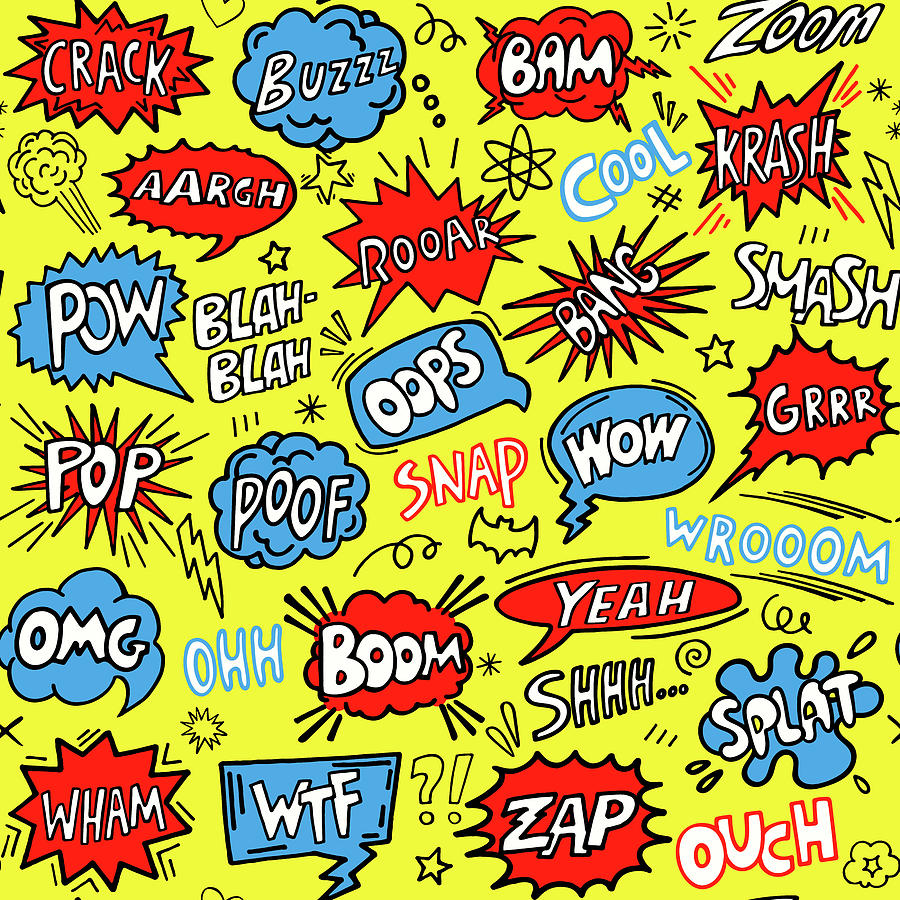 CRACK
BUZZZ
BAM
ZOOM
AARGH
COOL
KRASH
#
ROOAR
BANG
SMASH
POW
BLAH-
BLAH
OOPS
WOW
GRRR
POP
POOF
SNAP
WROOOM
OMG
OHH
BOOM
YEAH
SHHH...
SPLAT
WHAM
WTF
?!
ZAP
OUCH